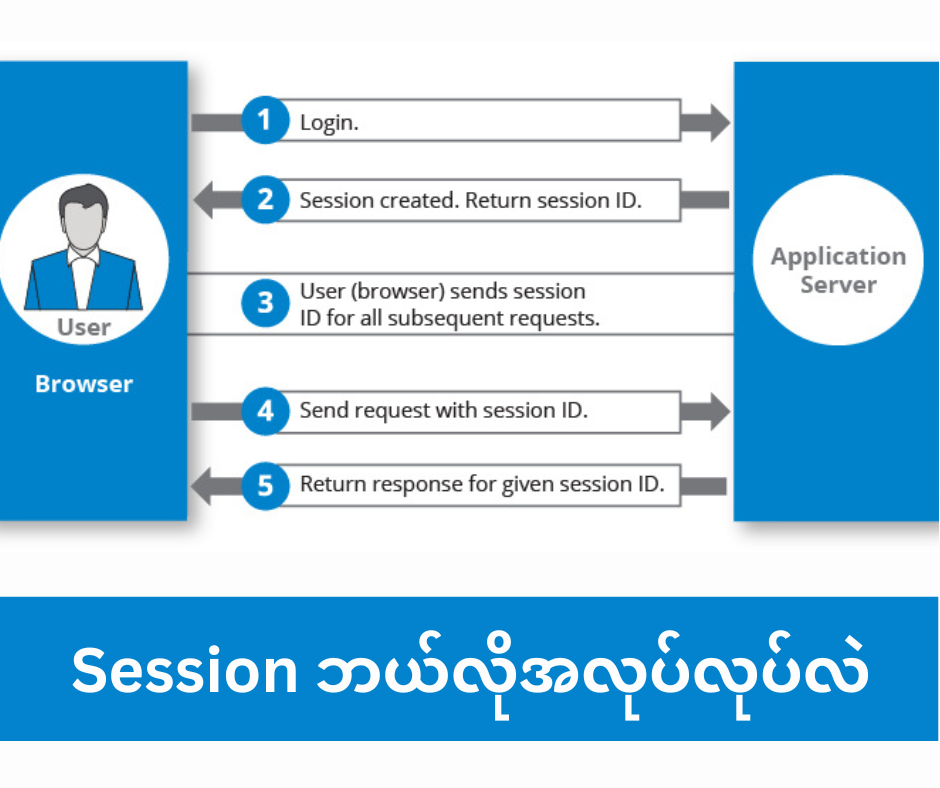 1 Login.
2 Session created. Return session ID.
3 User (browser) sends session
ID for all subsequent requests.
4 Send request with session ID.
5 Return response for given session ID.
User
Browser
Application
Server
Session ဘယ်လိုအလုပ်လုပ်လဲ